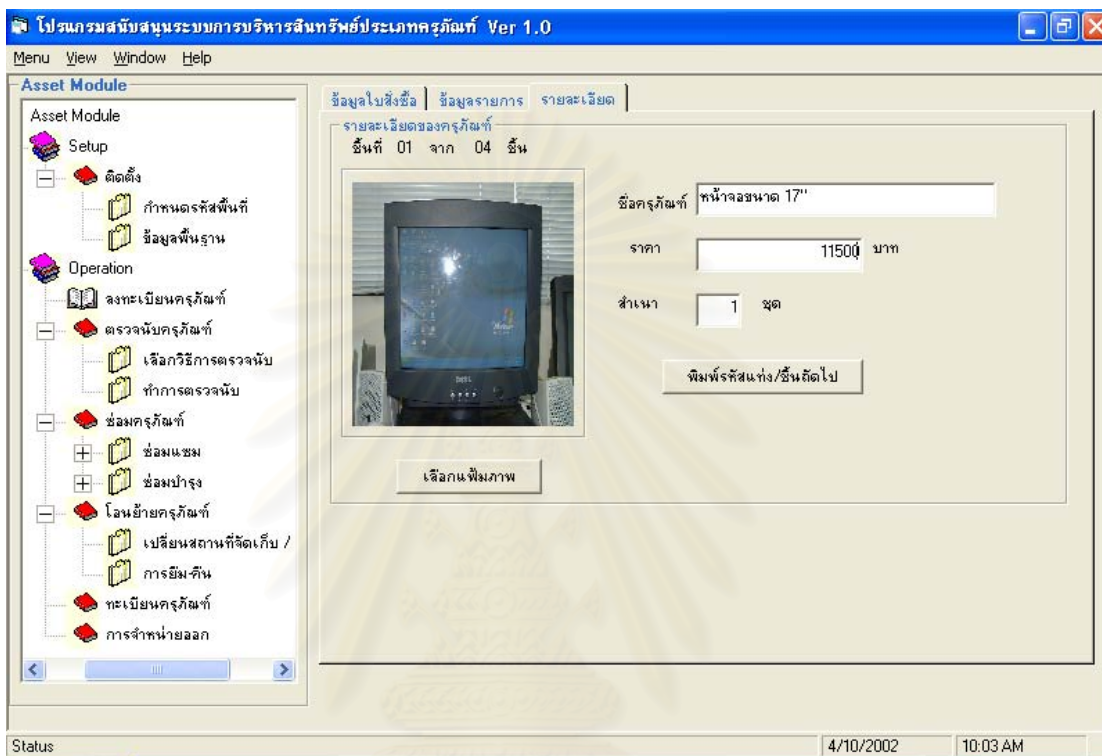 โปรแกรมสนับสนุนระบบการบริหารสินทรัพย์ประเภทครุภัณฑ์ Ver 1.0
Menu View Window Help
Asset Module
Asset Module
Setup
ติดตั้ง
กำหนดรหัสพื้นที่
ข้อมูลพื้นฐาน
Operation
ลงทะเบียนครุภัณฑ์
ตรวจนับครุภัณฑ์
เลือกวิธีการตรวจนับ
ทำการตรวจนับ
ซ่อมครุภัณฑ์
ซ่อมแซม
ซ่อมบำรุง
โอนย้ายครุภัณฑ์
เปลี่ยนสถานที่จัดเก็บ /
การยืม-คืน
ทะเบียนครุภัณฑ์
การจำหน่ายออก
ข้อมูลใบสั่งซื้อ ข้อมูลรายการ รายละเอียด
รายละเอียดของครุภัณฑ์
ชิ้นที่ 01 จาก 04 ชิ้น
DELL
ชื่อครุภัณฑ์ หน้าจอขนาด 17''
ราคา 11500 บาท
สำเนา 1 ชุด
พิมพ์รหัสแท่ง/ชิ้นถัดไป
เลือกแฟ้มภาพ
Status 4/10/2002 10:03 AM